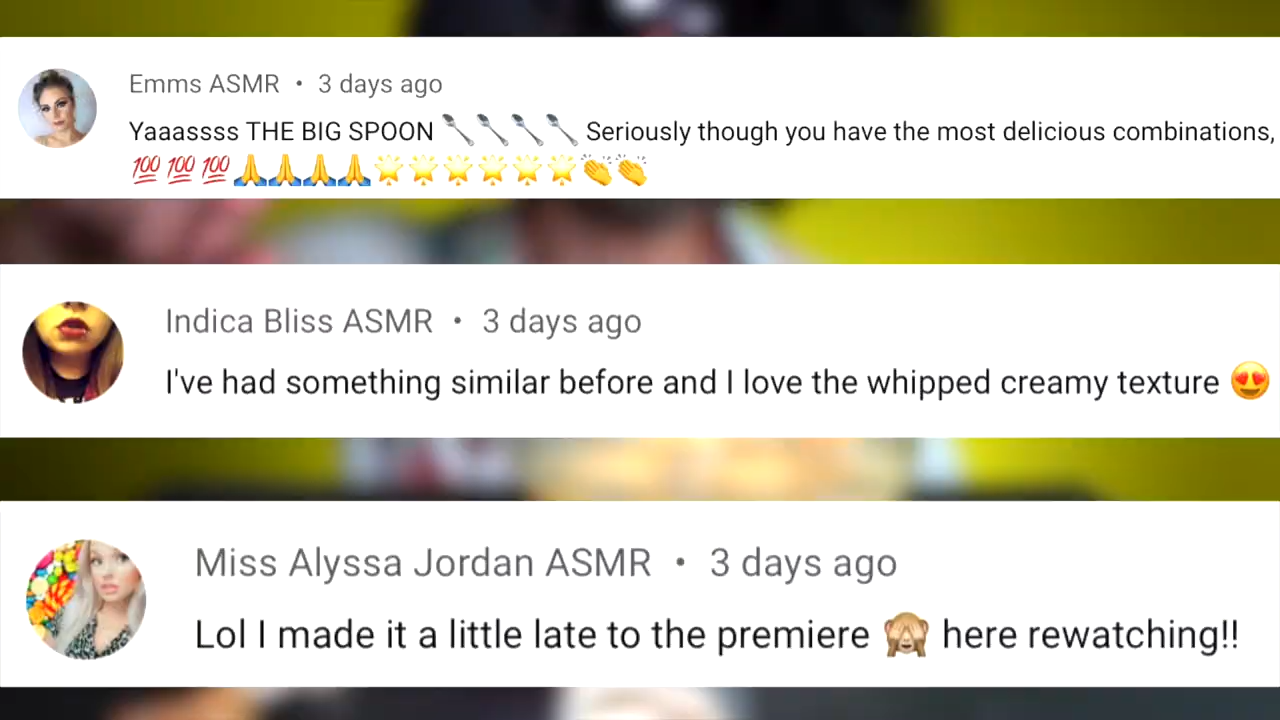 Emms ASMR • 3 days ago
Yaaassss THE BIG SPOON 🥄🥄🥄🥄 Seriously though you have the most delicious combinations,
💯💯💯🙏🙏🙏🙏🌟🌟🌟🌟🌟🌟👏👏
Indica Bliss ASMR • 3 days ago
I've had something similar before and I love the whipped creamy texture 😍
Miss Alyssa Jordan ASMR • 3 days ago
Lol I made it a little late to the premiere 🙈 here rewatching!!